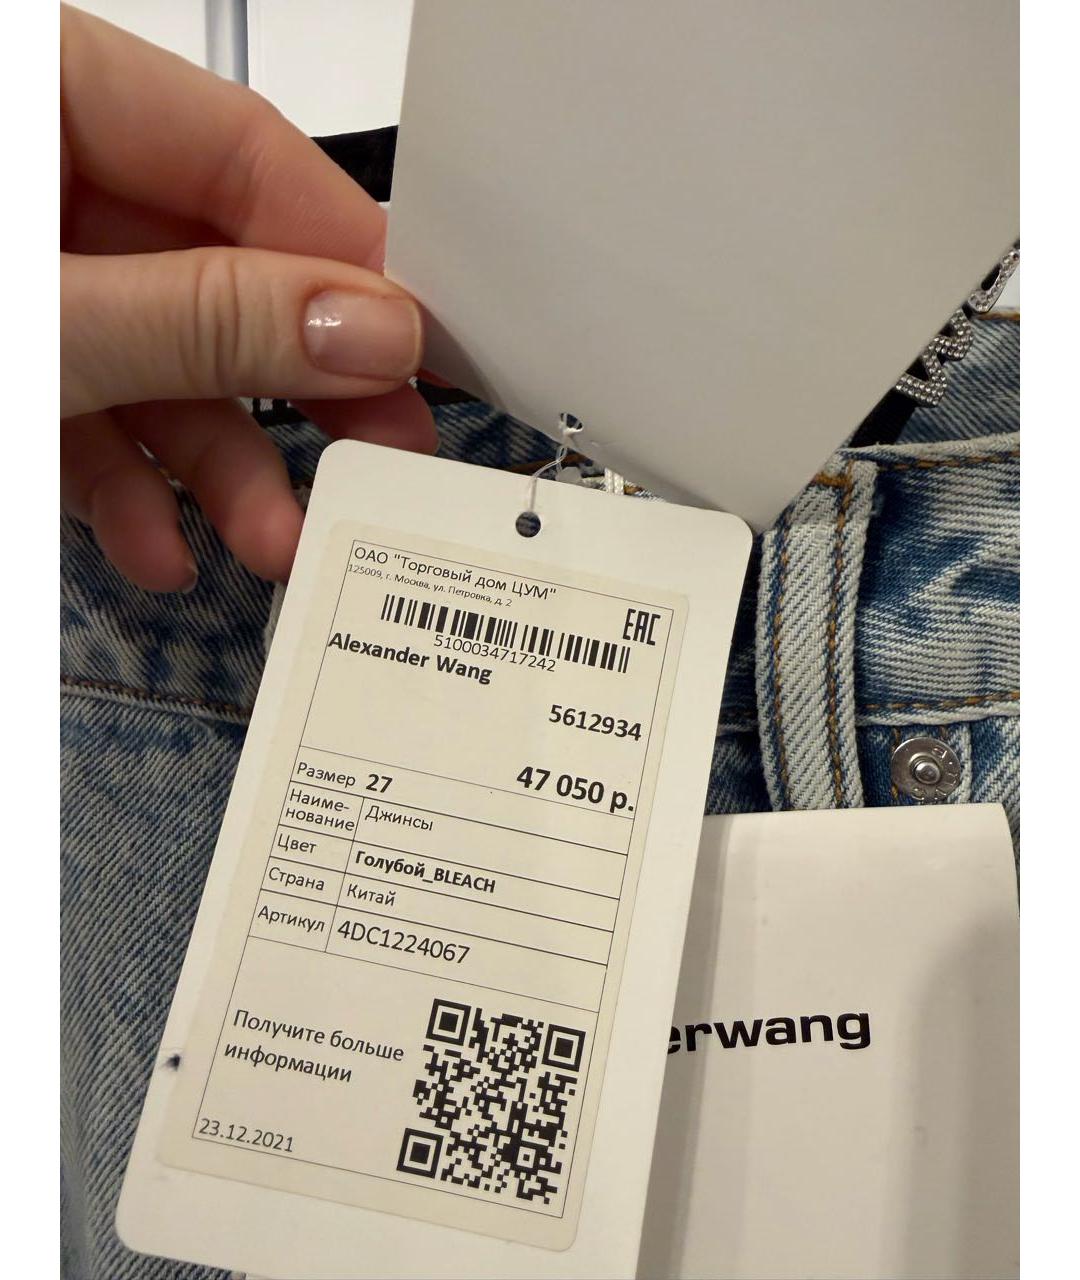 ОАО "Торговый дом ЦУМ"
125009, г. Москва, ул. Петровка, д. 2
EAC
5100034717242
Alexander Wang
5612934
47 050 р.
Размер 27
Наиме-
нование Джинсы
Цвет Голубой_BLEACH
Страна Китай
Артикул 4DC1224067
Получите больше
информации
23.12.2021
erwang